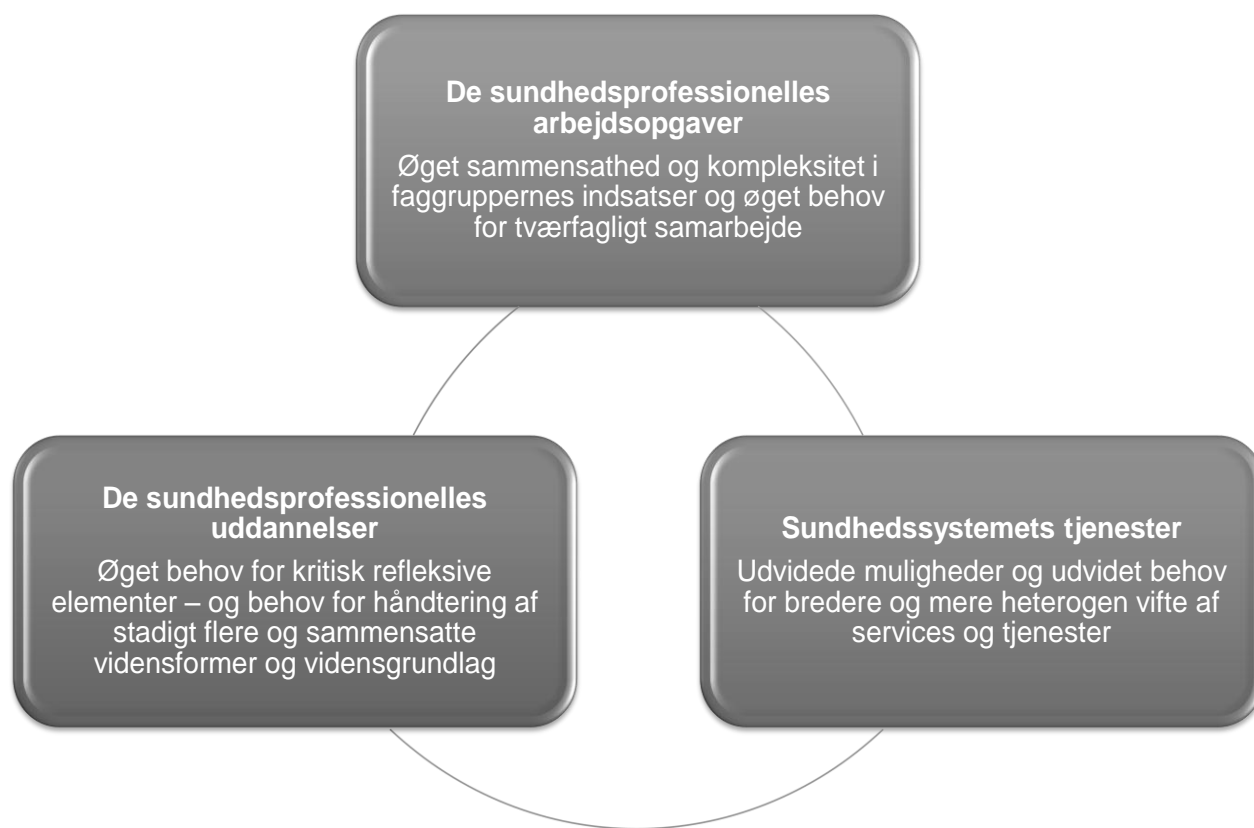 De sundhedsprofessionelles
arbejdsopgaver
Øget sammensathed og kompleksitet i
faggruppernes indsatser og øget behov
for tværfagligt samarbejde
De sundhedsprofessionelles
uddannelser
Øget behov for kritisk refleksive
elementer – og behov for håndtering af
stadigt flere og sammensatte
vidensformer og vidensgrundlag
Sundhedssystemets tjenester
Udvidede muligheder og udvidet behov
for bredere og mere heterogen vifte af
services og tjenester